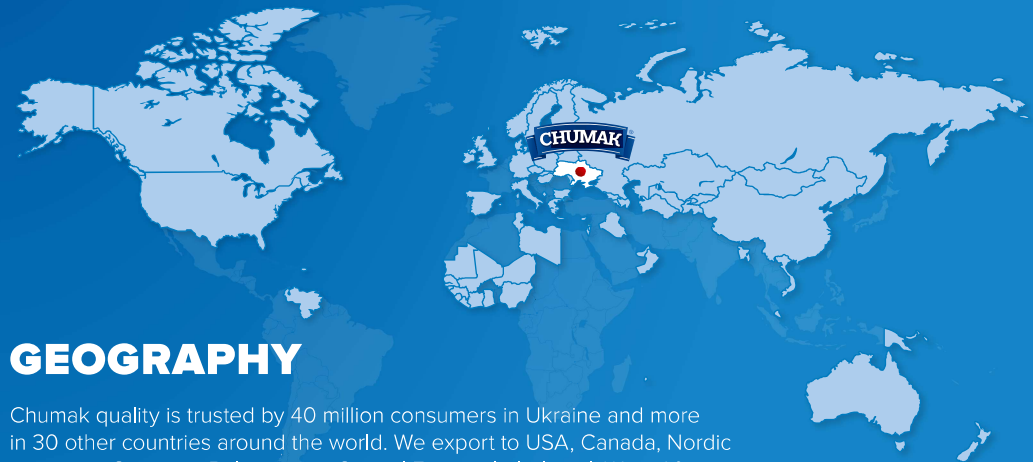 CHUMAK®
GEOGRAPHY
Chumak quality is trusted by 40 million consumers in Ukraine and more
in 30 other countries around the world. We export to USA, Canada, Nordic